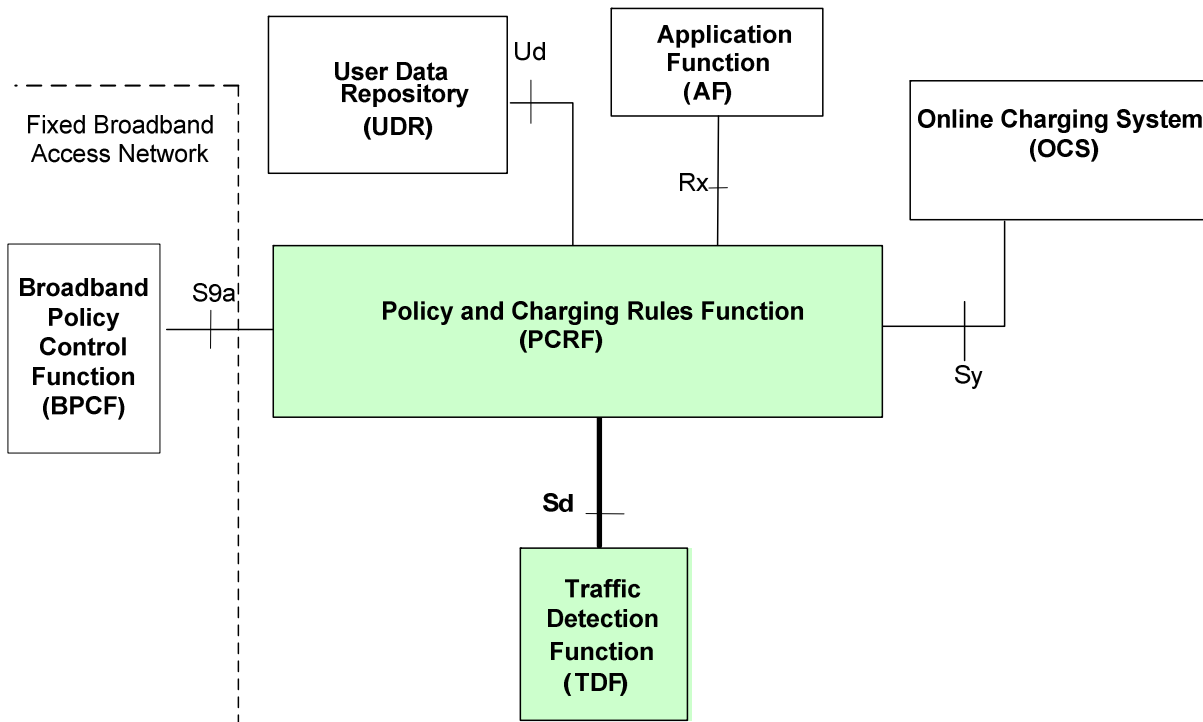 Ud
User Data
Repository
(UDR)
Application
Function
(AF)
Online Charging System
(OCS)
Fixed Broadband
Access Network
Rx
Broadband
Policy
Control
Function
(BPCF)
S9a
Policy and Charging Rules Function
(PCRF)
Sy
Sd
Traffic
Detection
Function
(TDF)